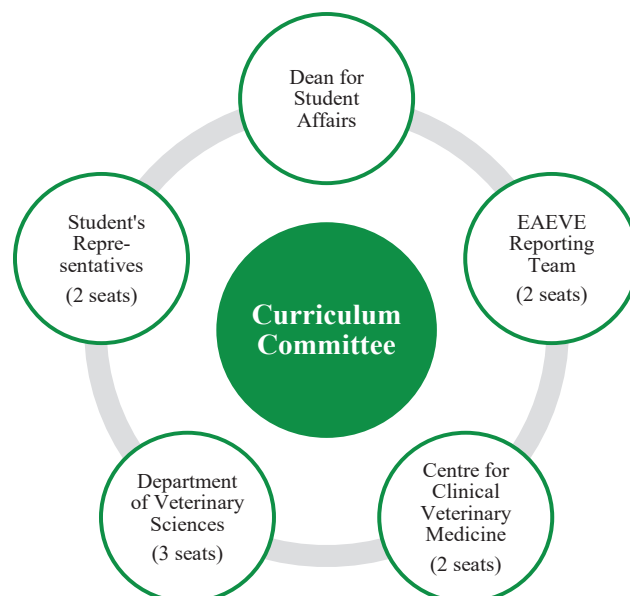 Dean for
Student
Affairs
Student's
Repre-
sentatives
(2 seats)
EAEVE
Reporting
Team
(2 seats)
Curriculum
Committee
Department
of Veterinary
Sciences
(3 seats)
Centre for
Clinical
Veterinary
Medicine
(2 seats)